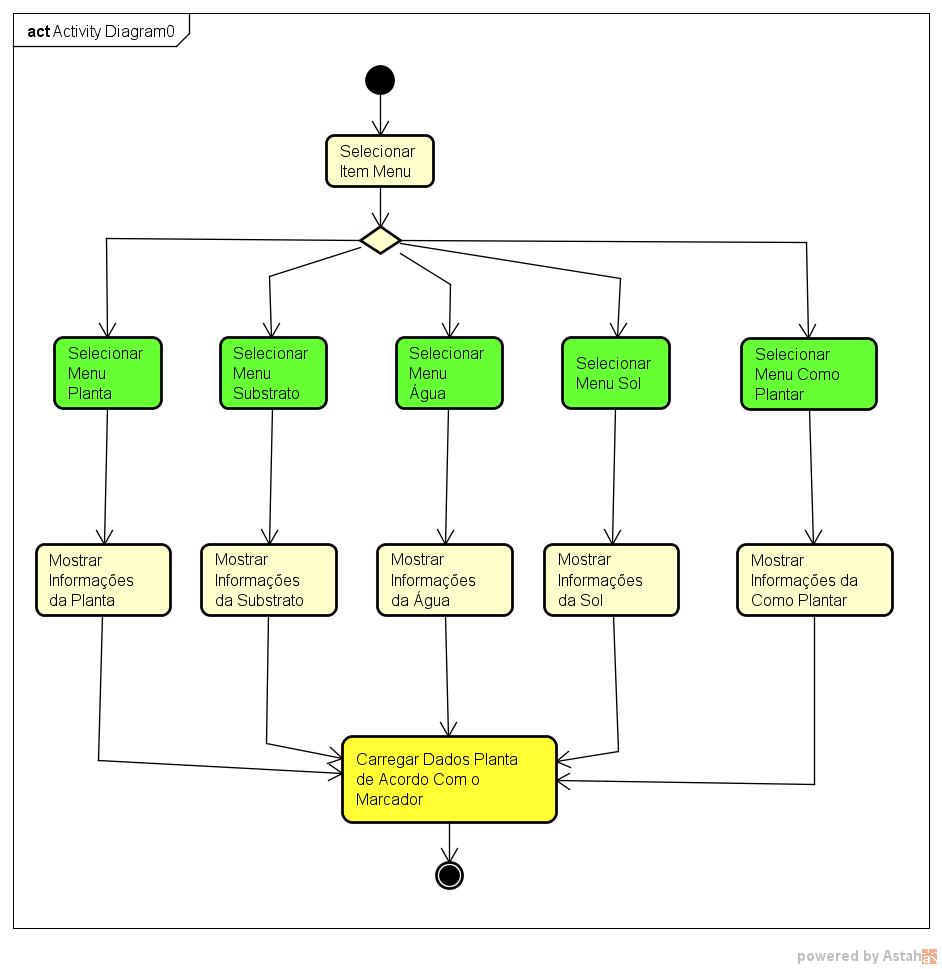 act Activity Diagram0
Selecionar
Item Menu
Selecionar
Menu
Planta
Selecionar
Menu
Substrato
Selecionar
Menu
Água
Selecionar
Menu Sol
Selecionar
Menu Como
Plantar
Mostrar
Informações
da Planta
Mostrar
Informações
da Substrato
Mostrar
Informações
da Água
Mostrar
Informações
da Sol
Mostrar
Informações da
Como Plantar
Carregar Dados Planta
de Acordo Com o
Marcador
powered by Astah